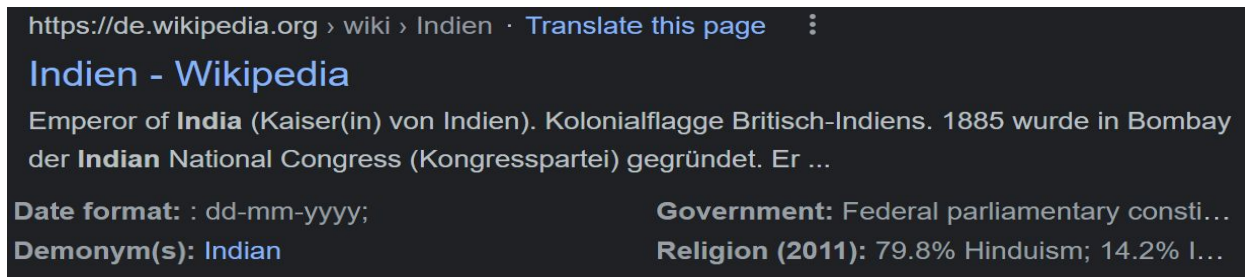 https://de.wikipedia.org › wiki › Indien · Translate this page ⋮
Indien - Wikipedia
Emperor of India (Kaiser(in) von Indien). Kolonialflagge Britisch-Indiens. 1885 wurde in Bombay
der Indian National Congress (Kongresspartei) gegründet. Er ...
Date format: : dd-mm-yyyy; Government: Federal parliamentary consti...
Demonym(s): Indian Religion (2011): 79.8% Hinduism; 14.2% I...